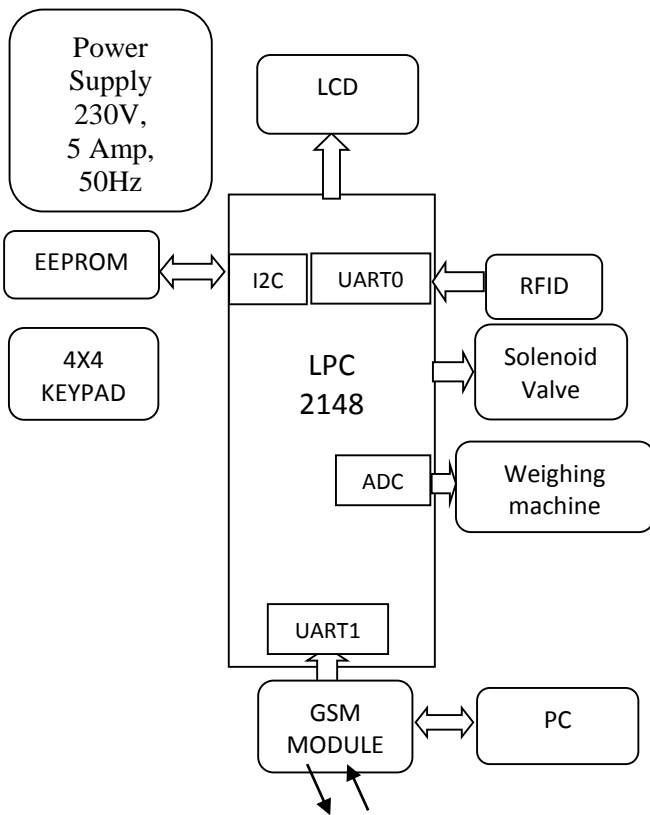 Power
Supply
230V,
5 Amp,
50Hz
LCD
EEPROM
I2C
UART0
RFID
4X4
KEYPAD
LPC
2148
Solenoid
Valve
ADC
Weighing
machine
UART1
GSM
MODULE
PC